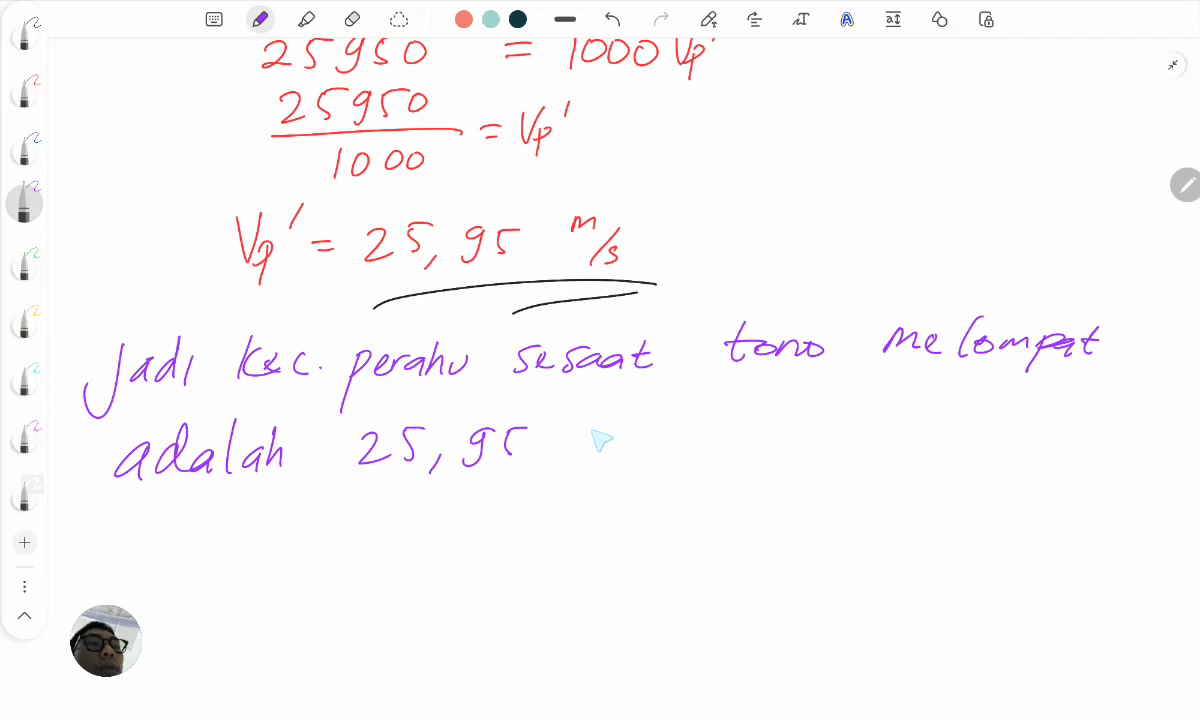 25950 = 1000 Vp'
25950
1000
= Vp'
Vp' = 25,95 m/s
Jadi kec. perahu sesaat tono melompat
adalah 25,95